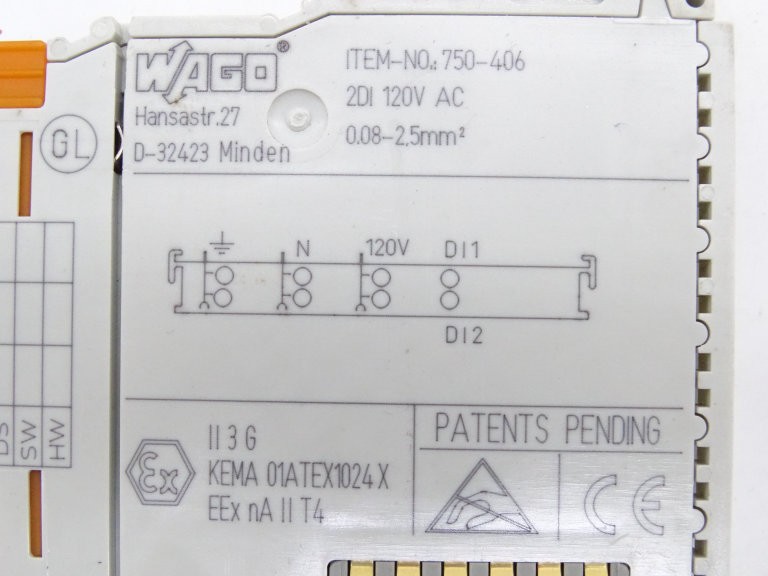 WAGO®
Hansastr.27
D-32423 Minden
ITEM-NO.: 750-406
2DI 120V AC
0.08-2,5mm²
GL
N
120V
DI1
DI2
DS
SW
HW
Ex
II 3 G
KEMA 01ATEX1024 X
EEx nA II T4
PATENTS PENDING
CE